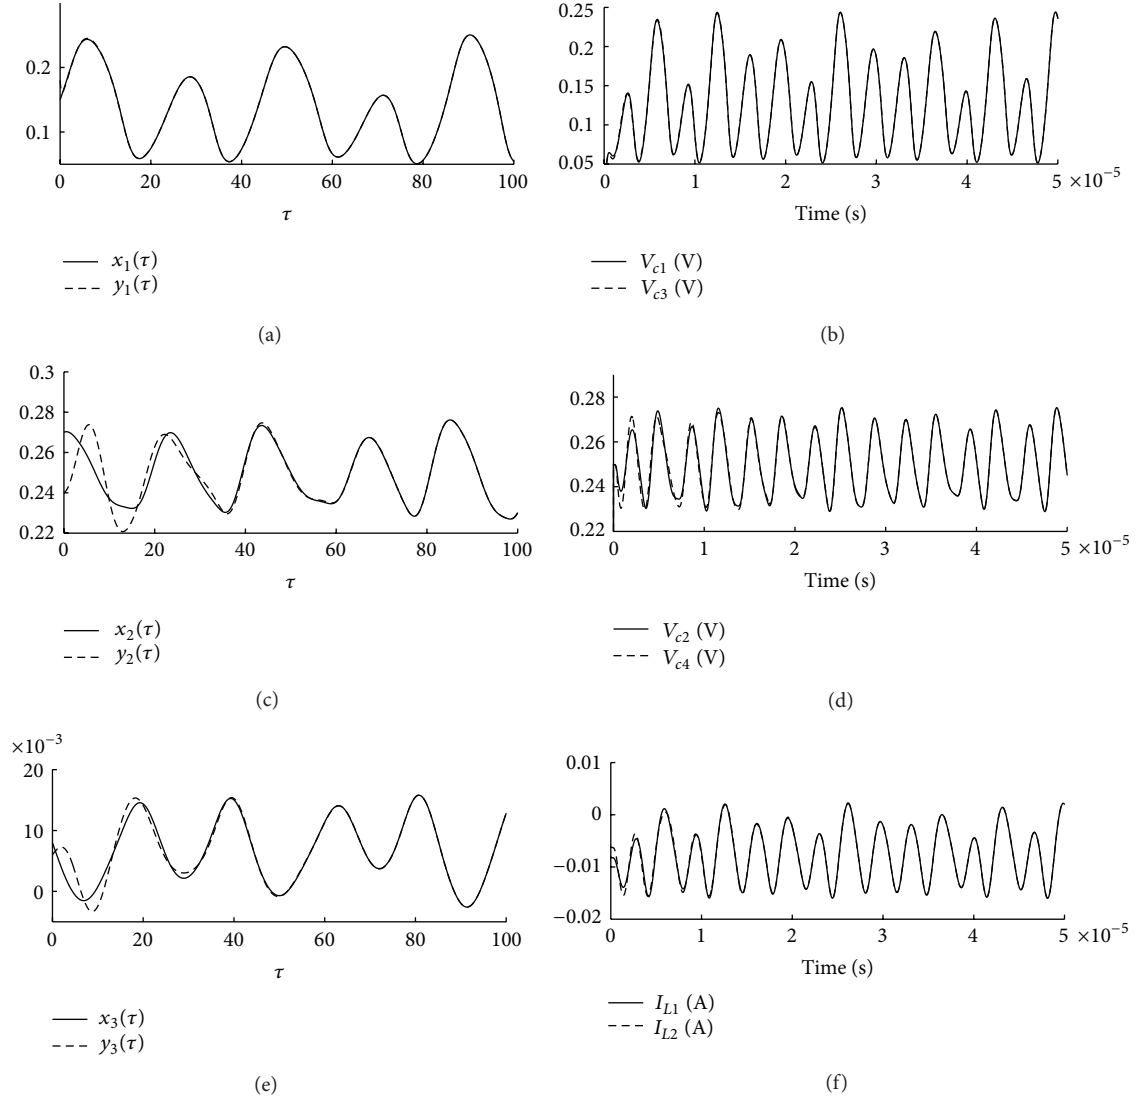 0.2
0.1
0 20 40 60 80 100
τ
x₁(τ)
y₁(τ)
(a)
0.25
0.2
0.15
0.1
0.05
0 1 2 3 4 5 ×10⁻⁵
Time (s)
V_c1 (V)
V_c3 (V)
(b)
0.3
0.28
0.26
0.24
0.22
0 20 40 60 80 100
τ
x₂(τ)
y₂(τ)
(c)
0.28
0.26
0.24
0.22
0 1 2 3 4 5 ×10⁻⁵
Time (s)
V_c2 (V)
V_c4 (V)
(d)
×10⁻³
20
10
0
0 20 40 60 80 100
τ
x₃(τ)
y₃(τ)
(e)
0.01
0
−0.01
−0.02
0 1 2 3 4 5 ×10⁻⁵
Time (s)
I_L1 (A)
I_L2 (A)
(f)